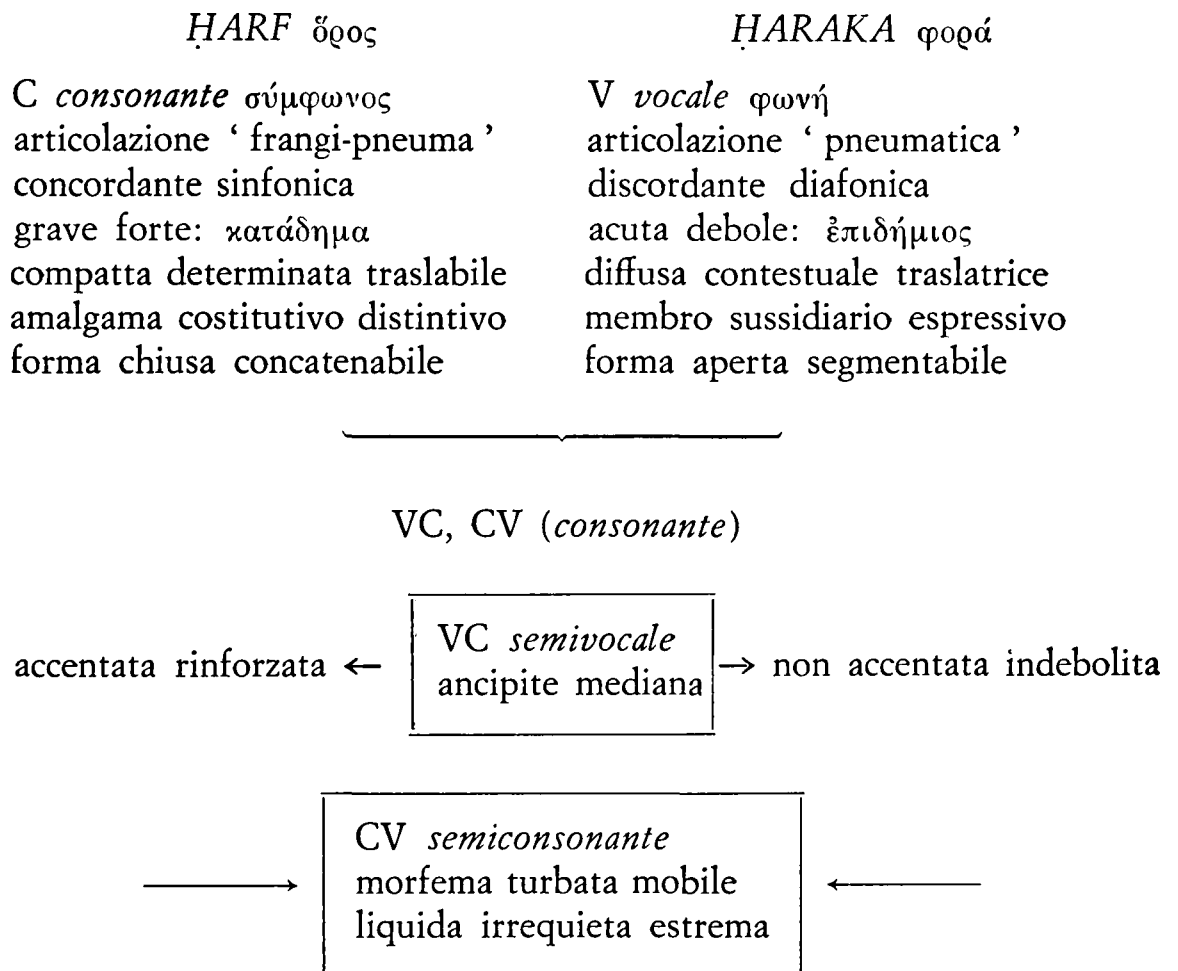 ḤARF ὅρος
C consonante σύμφωνος
articolazione ‘ frangi-pneuma ’
concordante sinfonica
grave forte: κατάδημα
compatta determinata traslabile
amalgama costitutivo distintivo
forma chiusa concatenabile
ḤARAKA φορά
V vocale φωνή
articolazione ‘ pneumatica ’
discordante diafonica
acuta debole: ἐπιδήμιος
diffusa contestuale traslatrice
membro sussidiario espressivo
forma aperta segmentabile
VC, CV (consonante)
accentata rinforzata ←
VC semivocale
ancipite mediana
→ non accentata indebolita
CV semiconsonante
morfema turbata mobile
liquida irrequieta estrema